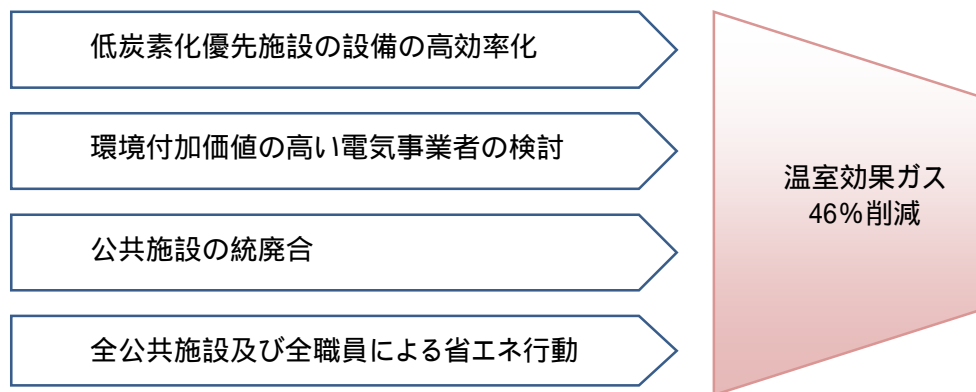 低炭素化優先施設の設備の高効率化
環境付加価値の高い電気事業者の検討
公共施設の統廃合
全公共施設及び全職員による省エネ行動
温室効果ガス
46％削減